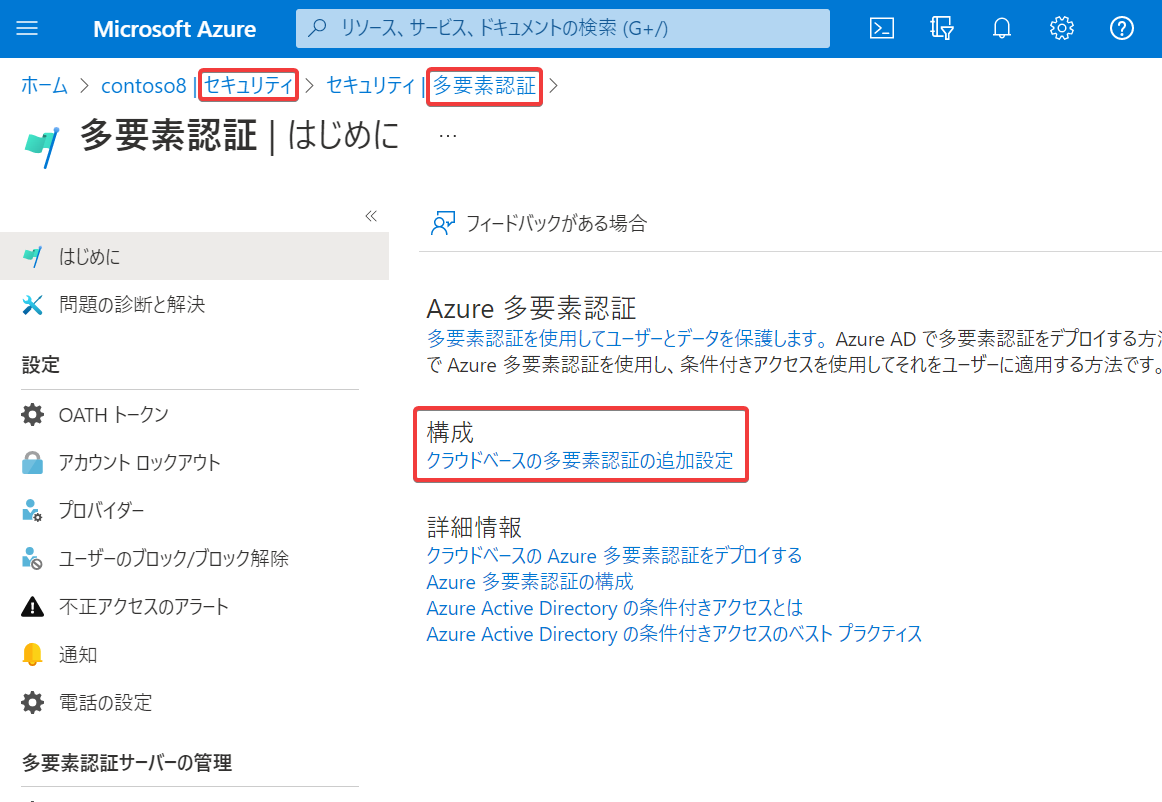 Microsoft Azure
リソース、サービス、ドキュメントの検索 (G+/)
ホーム > contoso8 | セキュリティ > セキュリティ | 多要素認証 >
多要素認証 | はじめに ...
«
フィードバックがある場合
はじめに
問題の診断と解決
設定
OATH トークン
アカウント ロックアウト
プロバイダー
ユーザーのブロック/ブロック解除
不正アクセスのアラート
通知
電話の設定
多要素認証サーバーの管理
Azure 多要素認証
多要素認証を使用してユーザーとデータを保護します。Azure AD で多要素認証をデプロイする方
で Azure 多要素認証を使用し、条件付きアクセスを使用してそれをユーザーに適用する方法です。
構成
クラウドベースの多要素認証の追加設定
詳細情報
クラウドベースの Azure 多要素認証をデプロイする
Azure 多要素認証の構成
Azure Active Directory の条件付きアクセスとは
Azure Active Directory の条件付きアクセスのベスト プラクティス